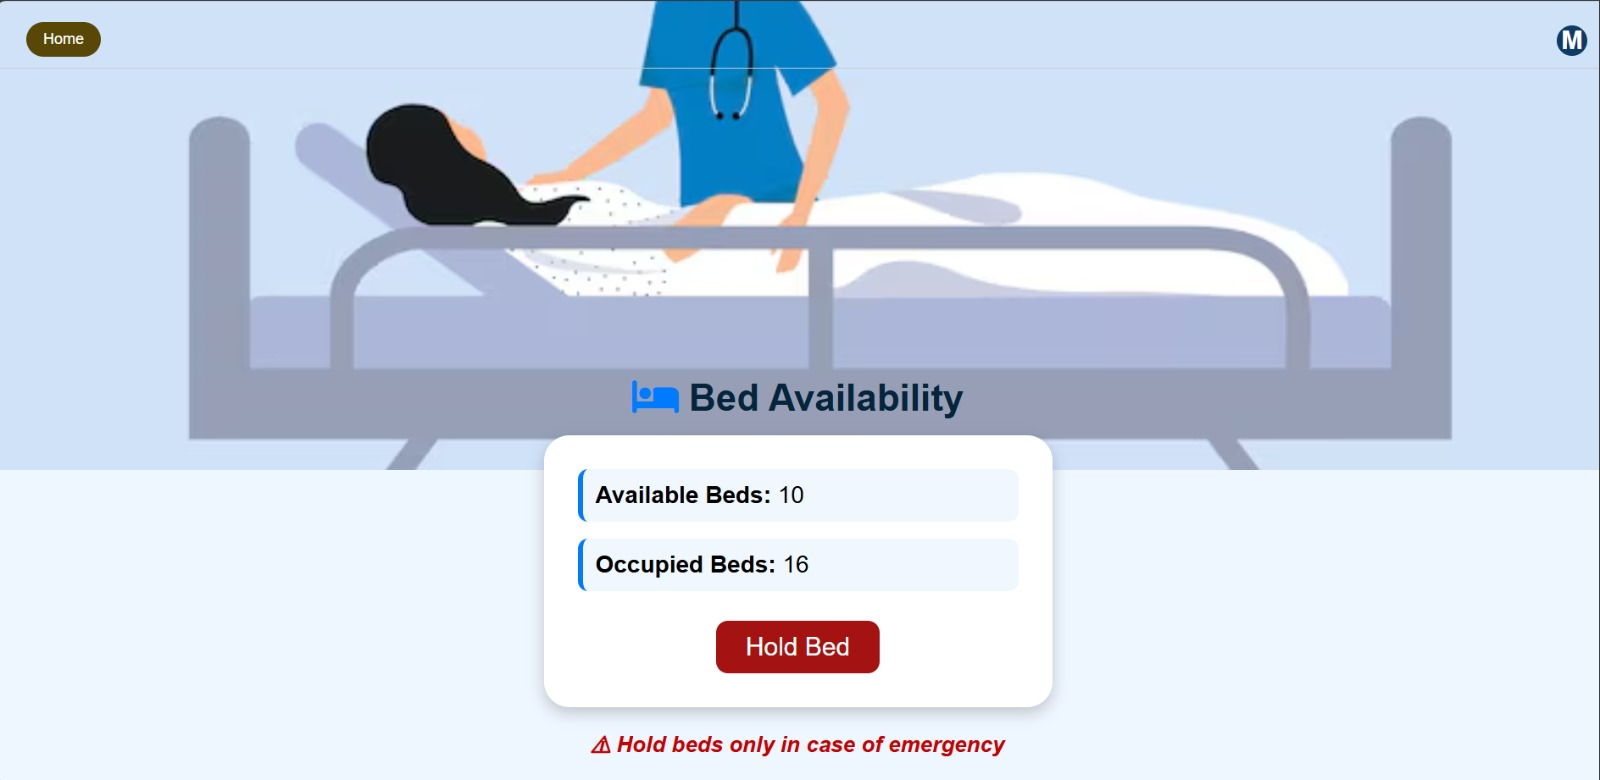 Home
M
Bed Availability
Available Beds: 10
Occupied Beds: 16
Hold Bed
⚠ Hold beds only in case of emergency